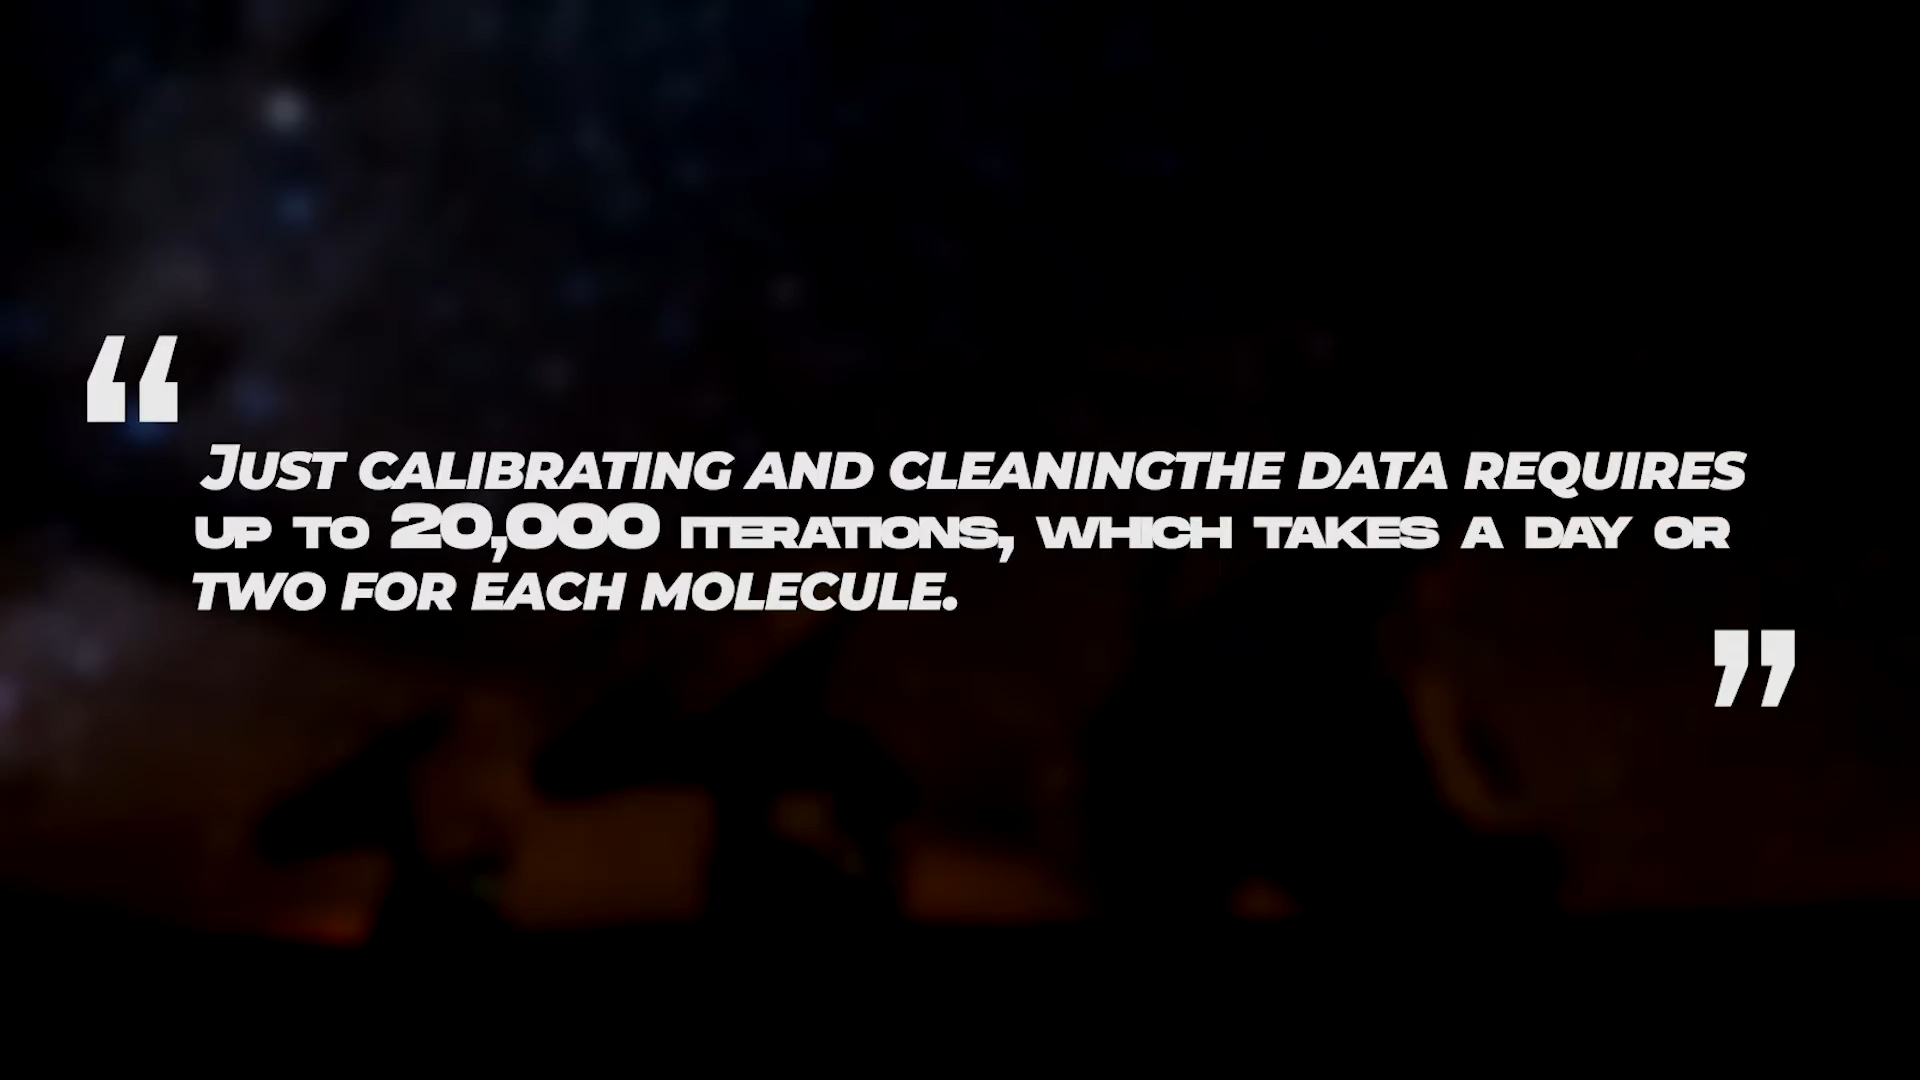 “
JUST CALIBRATING AND CLEANINGTHE DATA REQUIRES
UP TO 20,000 ITERATIONS, WHICH TAKES A DAY OR
TWO FOR EACH MOLECULE.
”